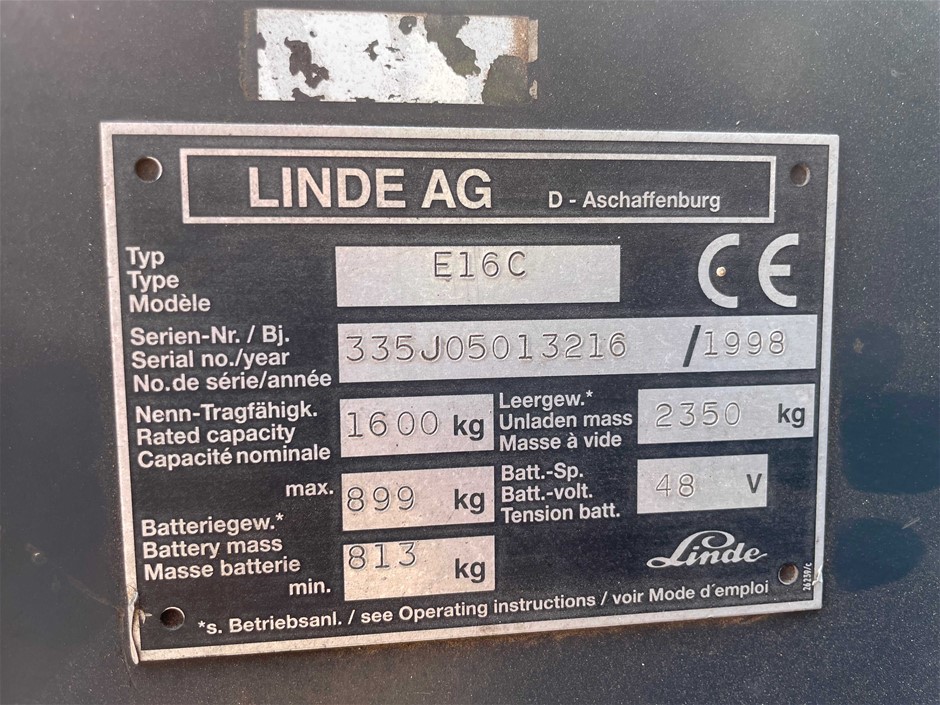 LINDE AG D - Aschaffenburg
Typ
Type
Modèle
E16C
CE
Serien-Nr. / Bj.
Serial no./year
No.de série/année
335J05013216 /1998
Nenn-Tragfähigk.
Rated capacity
Capacité nominale
1600 kg
Leergew.*
Unladen mass
Masse à vide
2350 kg
max.
899 kg
Batteriegew.*
Battery mass
Masse batterie
min.
813 kg
Batt.-Sp.
Batt.-volt.
Tension batt.
48 V
Linde
*s. Betriebsanl. / see Operating instructions / voir Mode d´emploi
26239/c